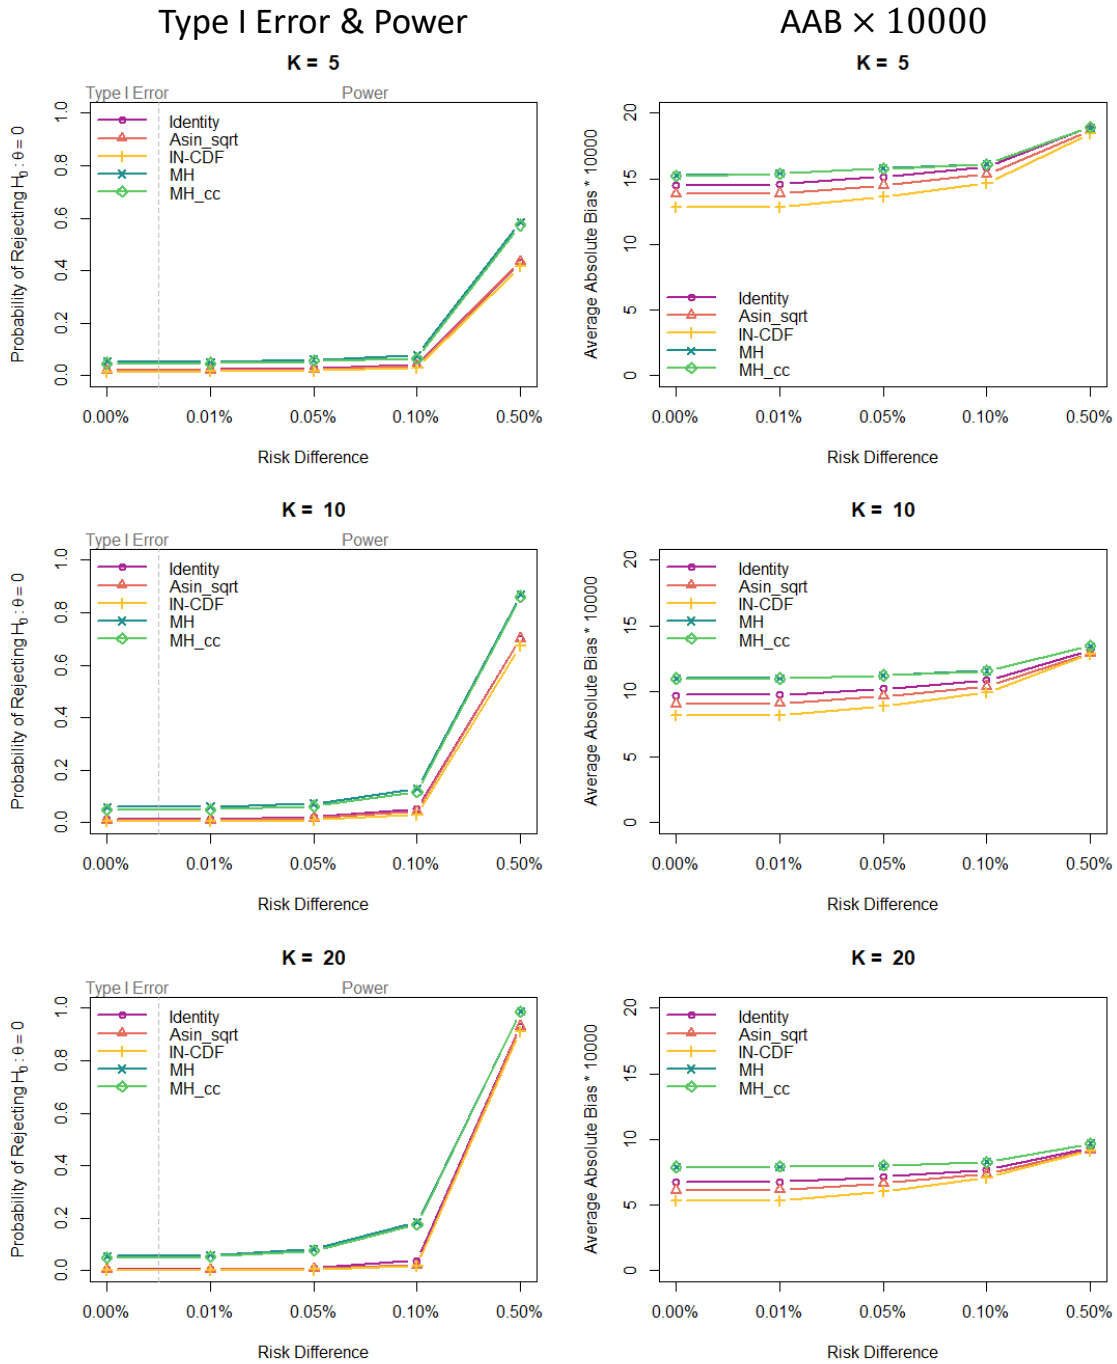 Type I Error & Power
AAB × 10000
K = 5
Type I Error
Power
Probability of Rejecting H0 : θ = 0
1.0
0.8
0.6
0.4
0.2
0.0
Identity
Asin_sqrt
IN-CDF
MH
MH_cc
0.00%
0.01%
0.05%
0.10%
0.50%
Risk Difference
K = 5
Average Absolute Bias * 10000
20
15
10
5
0
Identity
Asin_sqrt
IN-CDF
MH
MH_cc
0.00%
0.01%
0.05%
0.10%
0.50%
Risk Difference
K = 10
Type I Error
Power
Probability of Rejecting H0 : θ = 0
1.0
0.8
0.6
0.4
0.2
0.0
Identity
Asin_sqrt
IN-CDF
MH
MH_cc
0.00%
0.01%
0.05%
0.10%
0.50%
Risk Difference
K = 10
Average Absolute Bias * 10000
20
15
10
5
0
Identity
Asin_sqrt
IN-CDF
MH
MH_cc
0.00%
0.01%
0.05%
0.10%
0.50%
Risk Difference
K = 20
Type I Error
Power
Probability of Rejecting H0 : θ = 0
1.0
0.8
0.6
0.4
0.2
0.0
Identity
Asin_sqrt
IN-CDF
MH
MH_cc
0.00%
0.01%
0.05%
0.10%
0.50%
Risk Difference
K = 20
Average Absolute Bias * 10000
20
15
10
5
0
Identity
Asin_sqrt
IN-CDF
MH
MH_cc
0.00%
0.01%
0.05%
0.10%
0.50%
Risk Difference